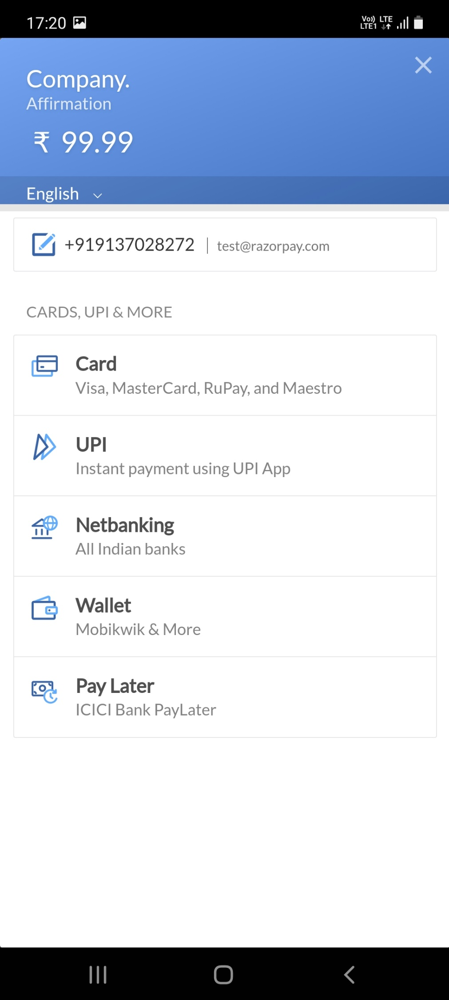 17:20
Vo)) LTE
LTE1
Company.
Affirmation
₹ 99.99
English
+919137028272 | test@razorpay.com
CARDS, UPI & MORE
Card
Visa, MasterCard, RuPay, and Maestro
UPI
Instant payment using UPI App
Netbanking
All Indian banks
Wallet
Mobikwik & More
Pay Later
ICICI Bank PayLater